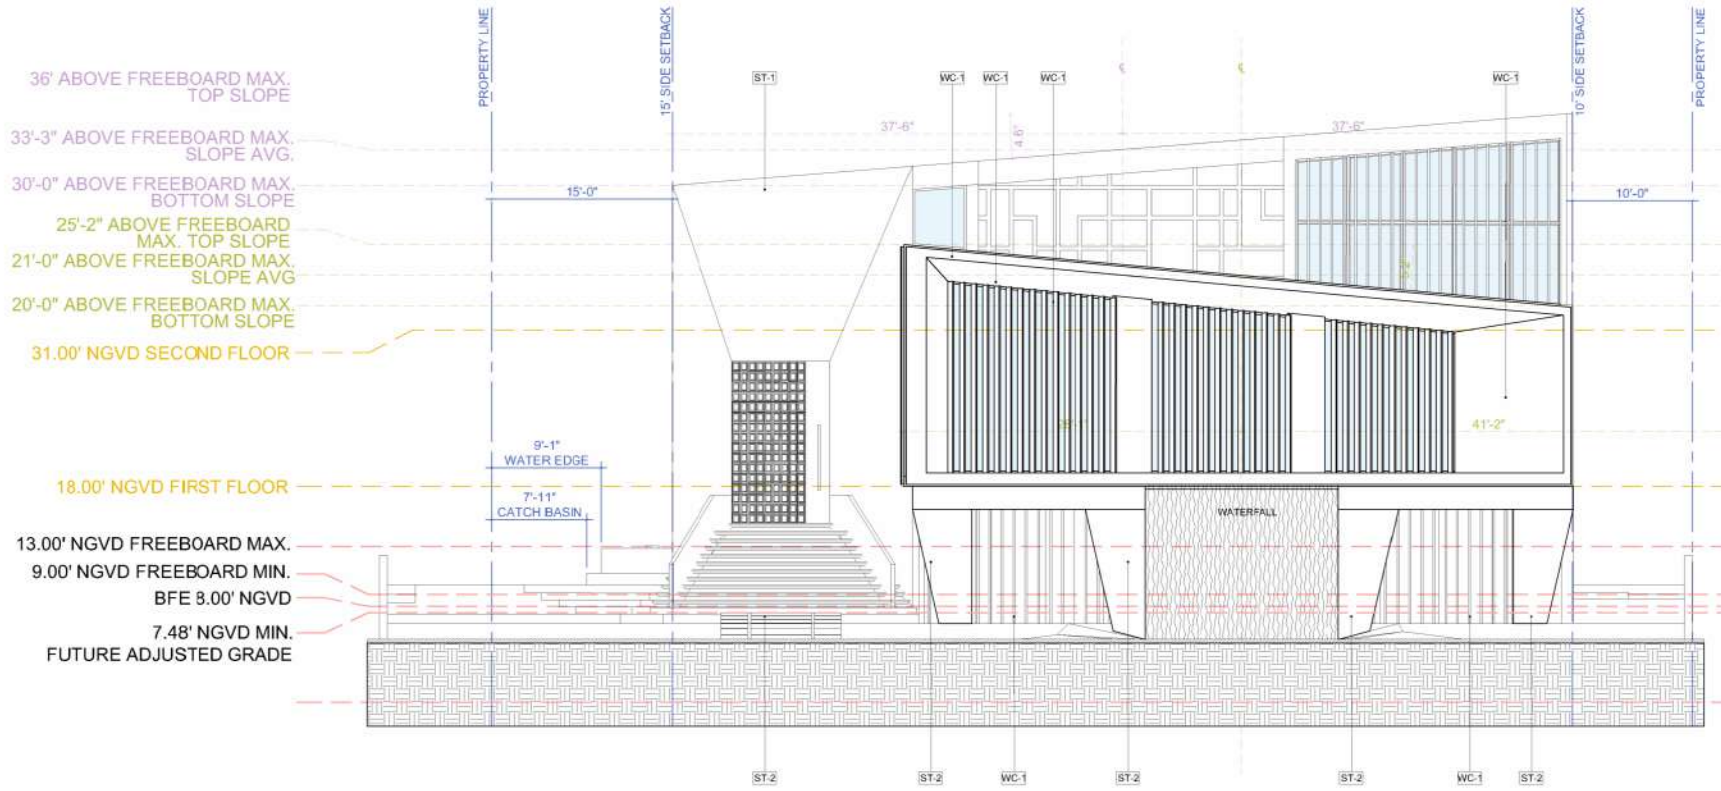 PROPERTY LINE
15' SIDE SETBACK
10' SIDE SETBACK
PROPERTY LINE
36' ABOVE FREEBOARD MAX.
TOP SLOPE
ST-1
WC-1
WC-1
WC-1
WC-1
37'-6"
4.6"
37'-6"
33'-3" ABOVE FREEBOARD MAX.
SLOPE AVG.
30'-0" ABOVE FREEBOARD MAX.
BOTTOM SLOPE
15'-0"
10'-0"
25'-2" ABOVE FREEBOARD
MAX. TOP SLOPE
21'-0" ABOVE FREEBOARD MAX.
SLOPE AVG
20'-0" ABOVE FREEBOARD MAX.
BOTTOM SLOPE
31.00' NGVD SECOND FLOOR
41'-2"
9'-1"
WATER EDGE
18.00' NGVD FIRST FLOOR
7'-11"
CATCH BASIN
WATERFALL
13.00' NGVD FREEBOARD MAX.
9.00' NGVD FREEBOARD MIN.
BFE 8.00' NGVD
7.48' NGVD MIN.
FUTURE ADJUSTED GRADE
ST-2
ST-2
WC-1
ST-2
ST-2
WC-1
ST-2